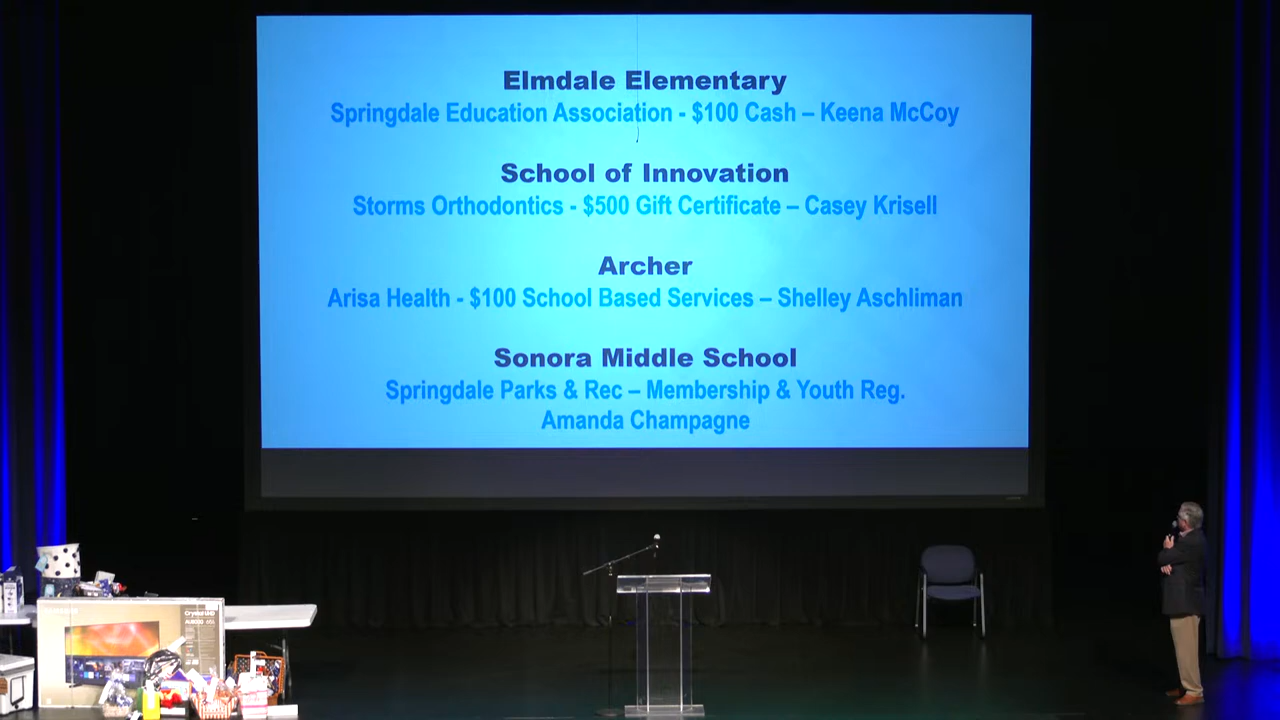 Elmdale Elementary
Springdale Education Association - $100 Cash – Keena McCoy
School of Innovation
Storms Orthodontics - $500 Gift Certificate – Casey Krisell
Archer
Arisa Health - $100 School Based Services – Shelley Aschliman
Sonora Middle School
Springdale Parks & Rec – Membership & Youth Reg.
Amanda Champagne
Crystal UHD